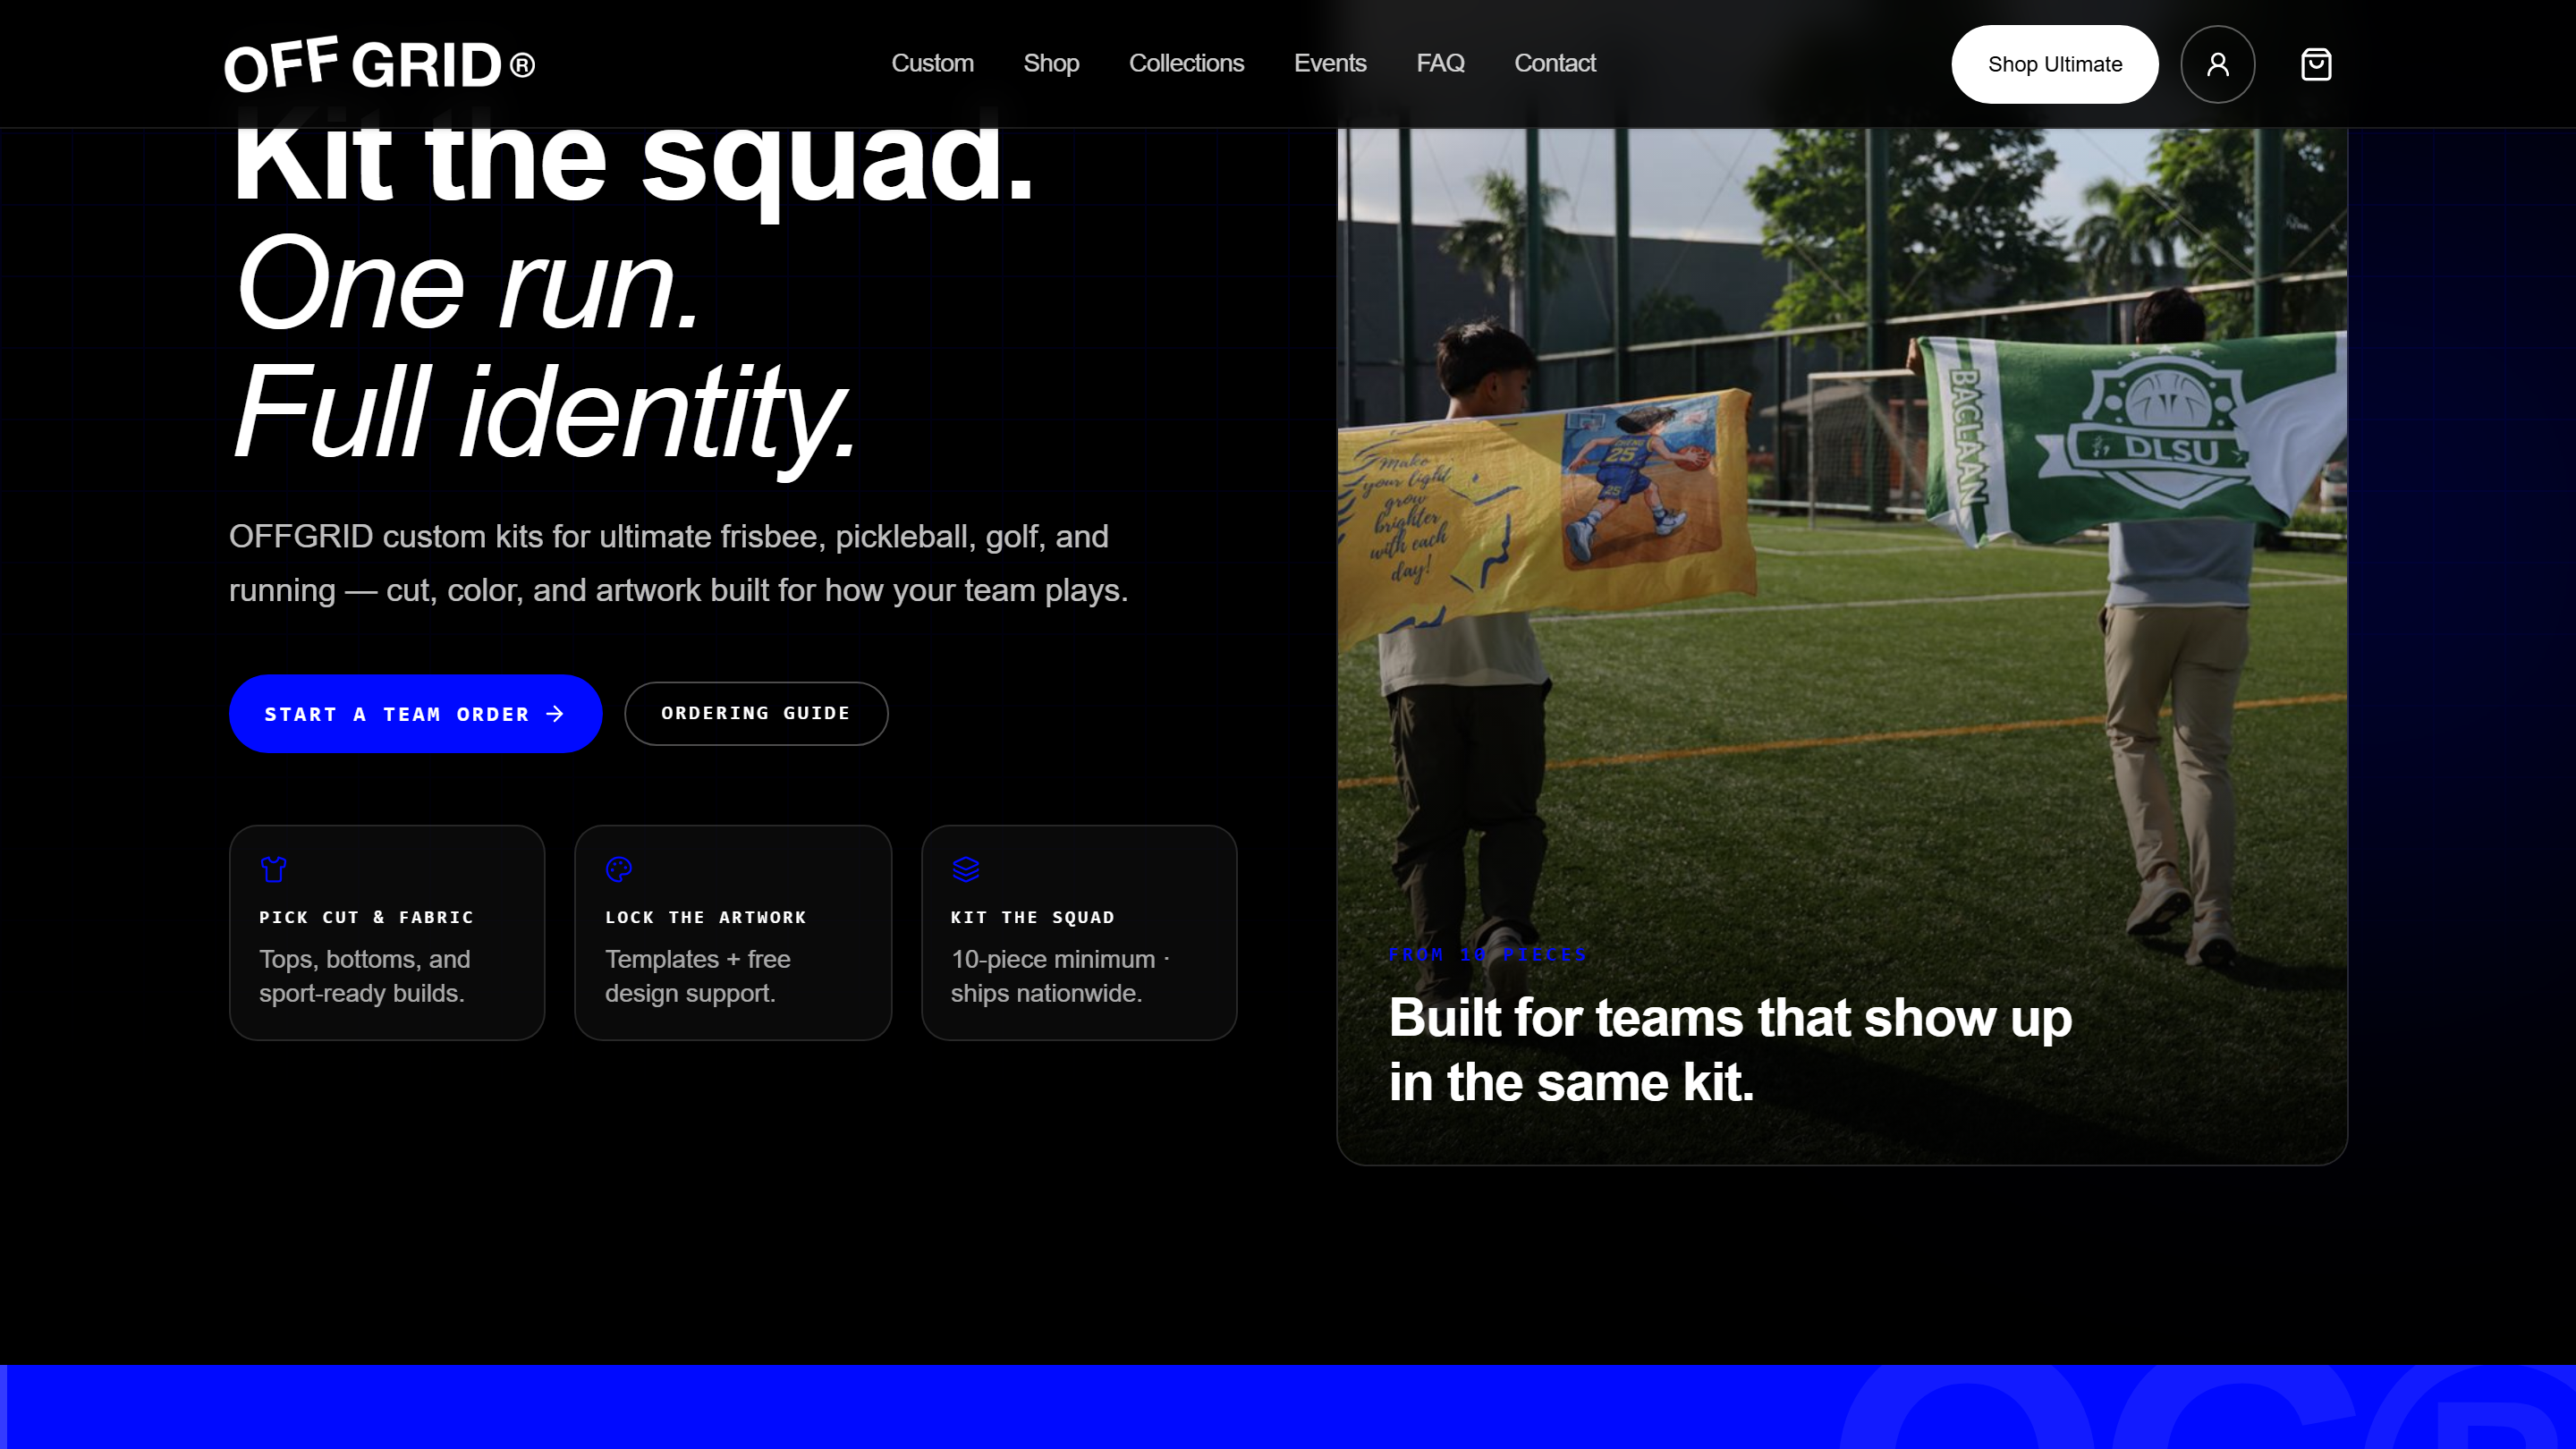 OFF GRID®
Custom
Shop
Collections
Events
FAQ
Contact
Shop Ultimate
Kit the squad.
One run.
Full identity.
OFFGRID custom kits for ultimate frisbee, pickleball, golf, and
running — cut, color, and artwork built for how your team plays.
START A TEAM ORDER →
ORDERING GUIDE
PICK CUT & FABRIC
Tops, bottoms, and
sport-ready builds.
LOCK THE ARTWORK
Templates + free
design support.
KIT THE SQUAD
10-piece minimum ·
ships nationwide.
Make
your light
grow
brighter
with each
day!
25
25
BACLAAN
DLSU
FROM 10 PIECES
Built for teams that show up
in the same kit.
OG®